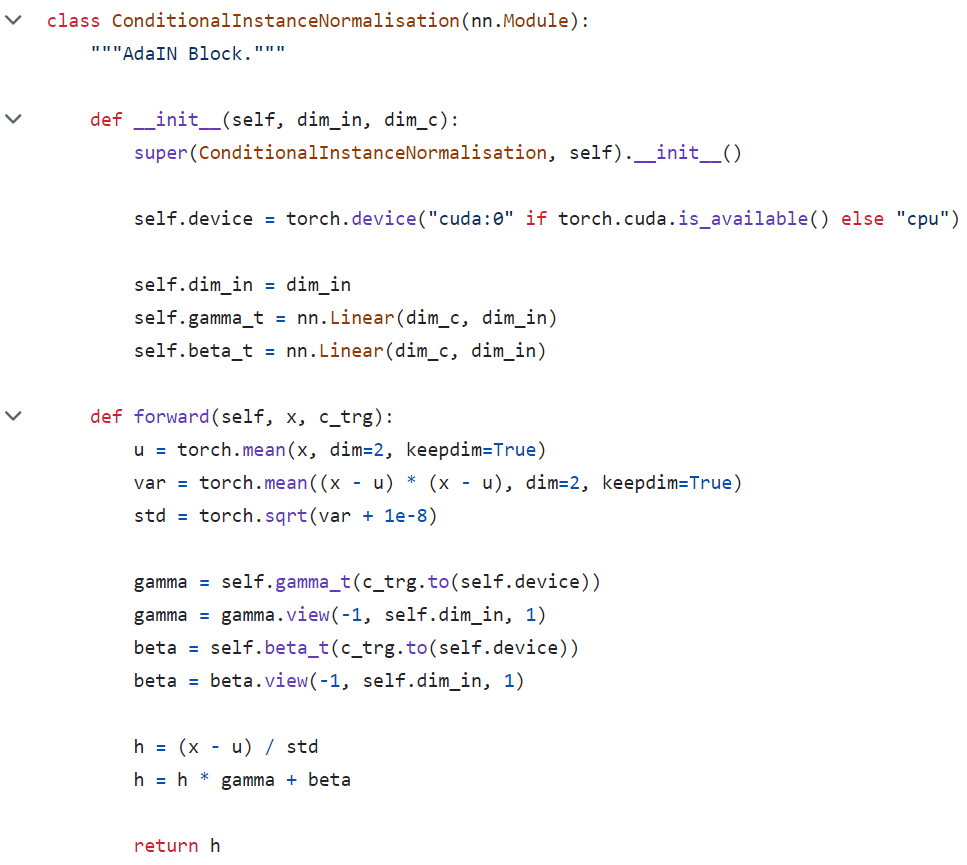 class ConditionalInstanceNormalisation(nn.Module):
    """AdaIN Block."""
    def __init__(self, dim_in, dim_c):
        super(ConditionalInstanceNormalisation, self).__init__()
        self.device = torch.device("cuda:0" if torch.cuda.is_available() else "cpu")
        self.dim_in = dim_in
        self.gamma_t = nn.Linear(dim_c, dim_in)
        self.beta_t = nn.Linear(dim_c, dim_in)
    def forward(self, x, c_trg):
        u = torch.mean(x, dim=2, keepdim=True)
        var = torch.mean((x - u) * (x - u), dim=2, keepdim=True)
        std = torch.sqrt(var + 1e-8)
        gamma = self.gamma_t(c_trg.to(self.device))
        gamma = gamma.view(-1, self.dim_in, 1)
        beta = self.beta_t(c_trg.to(self.device))
        beta = beta.view(-1, self.dim_in, 1)
        h = (x - u) / std
        h = h * gamma + beta
        return h